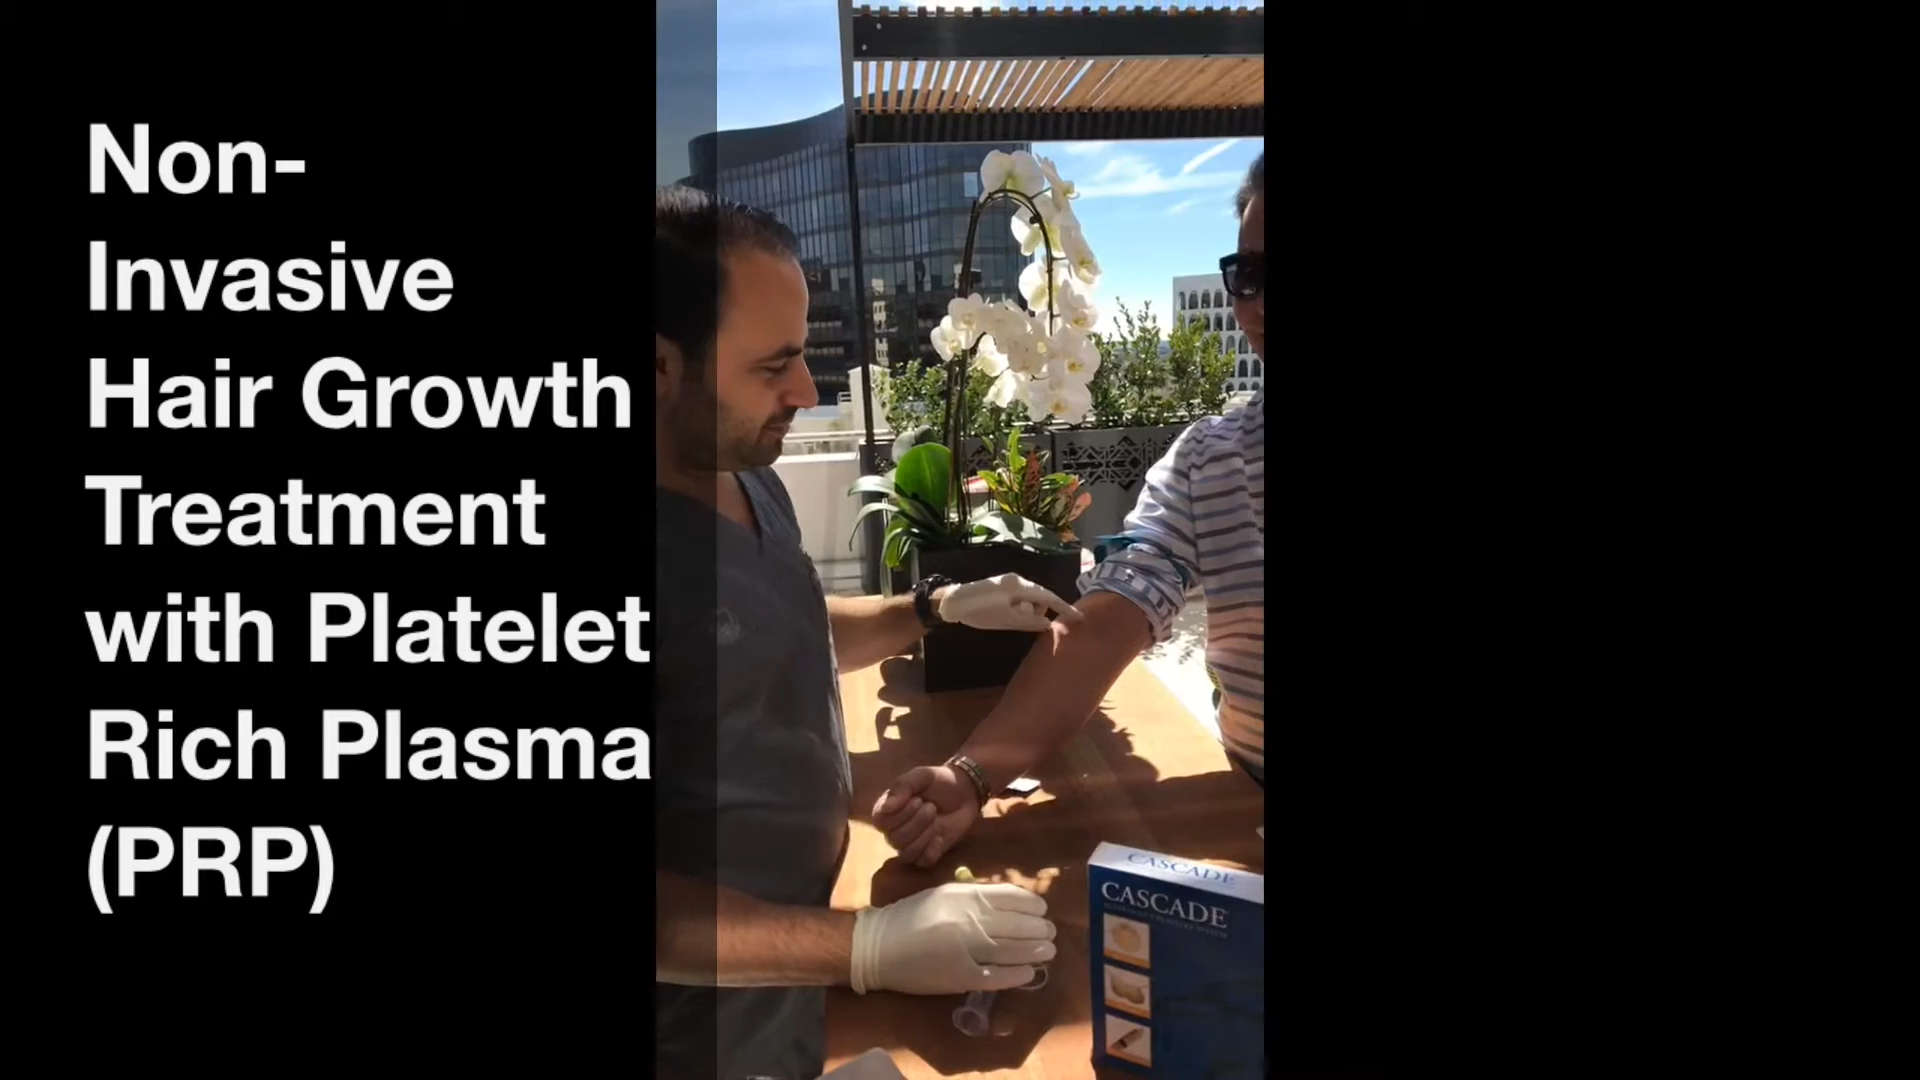 Non-
Invasive
Hair Growth
Treatment
with Platelet
Rich Plasma
(PRP)
CASCADE
CASCADE